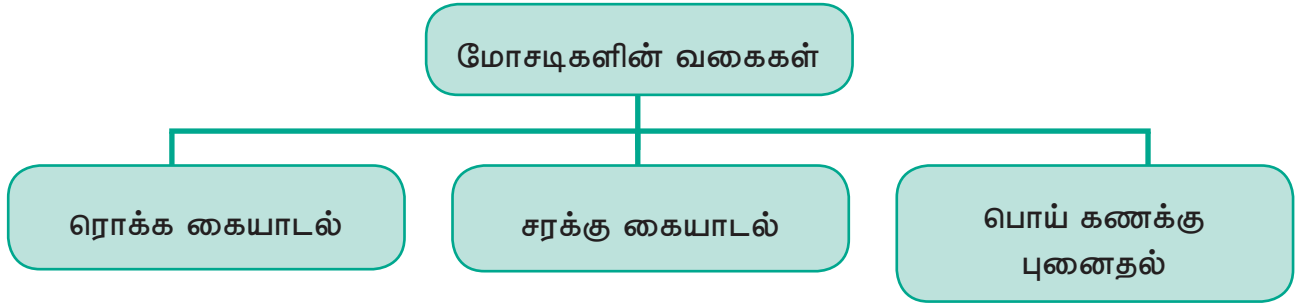 மோசடிகளின் வகைகள்
ரொக்க கையாடல்
சரக்கு கையாடல்
பொய் கணக்கு
புனைதல்